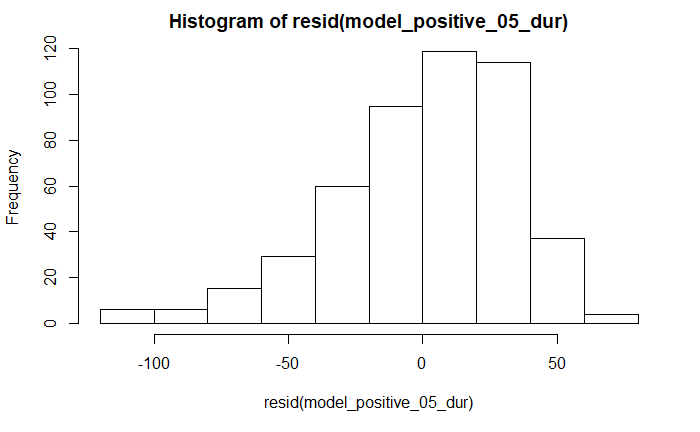 Histogram of resid(model_positive_05_dur)
Frequency
120
100
80
60
40
20
0
-100 -50 0 50
resid(model_positive_05_dur)